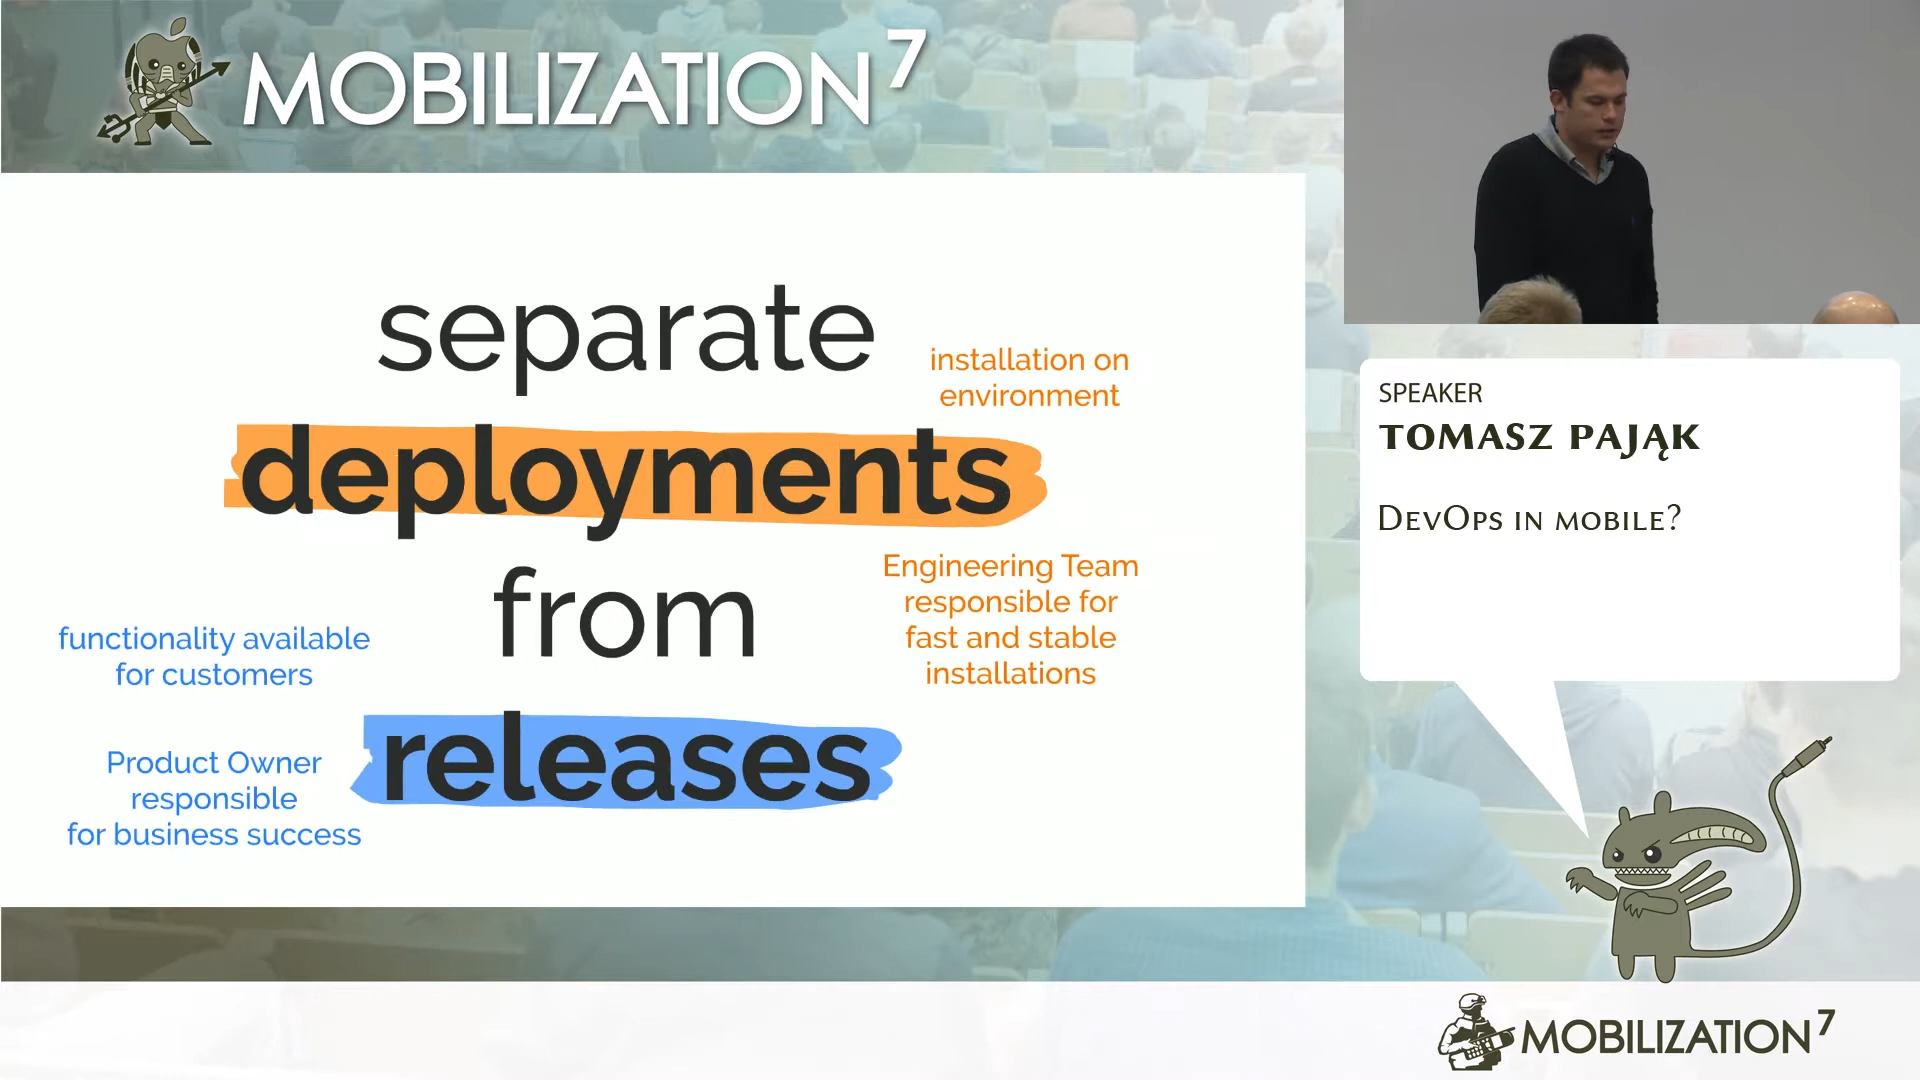 MOBILIZATION 7
separate
installation on
environment
deployments
from
Engineering Team
responsible for
fast and stable
installations
functionality available
for customers
releases
Product Owner
responsible
for business success
SPEAKER
TOMASZ PAJĄK
DEVOPS IN MOBILE?
MOBILIZATION 7